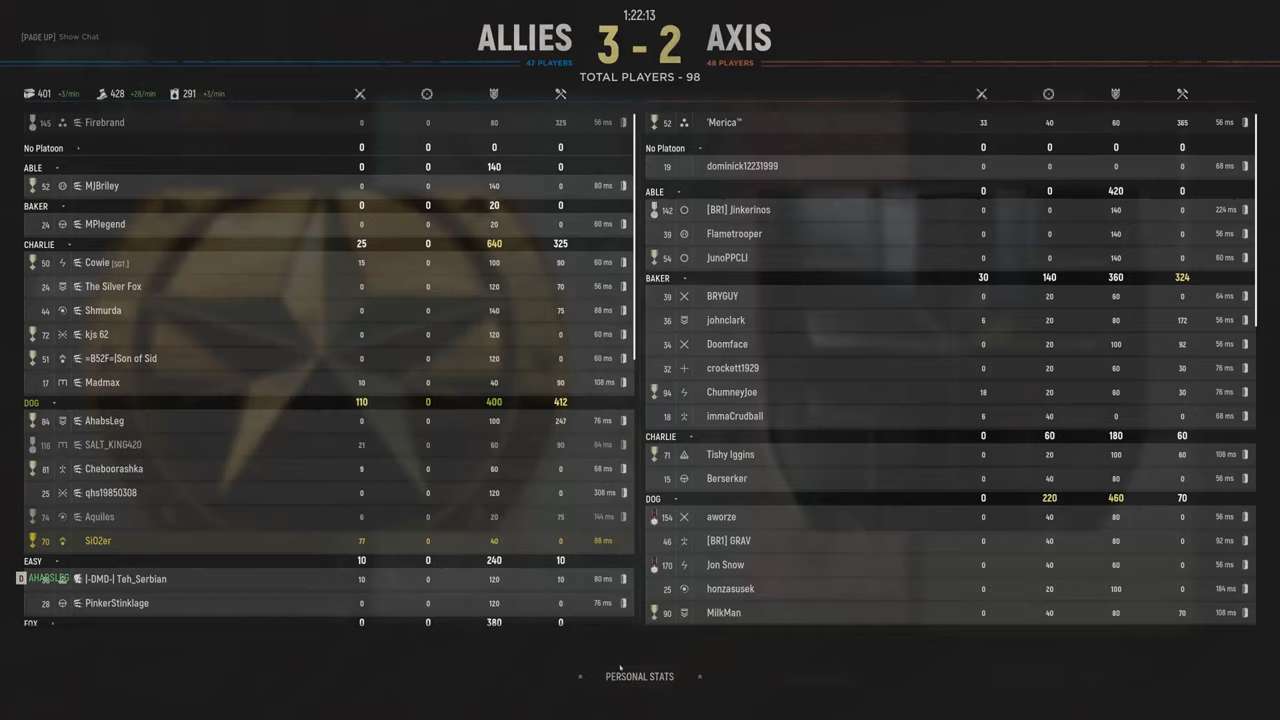 1:22:13
[PAGE UP] Show Chat
ALLIES 3 - 2 AXIS
47 PLAYERS 48 PLAYERS
TOTAL PLAYERS - 98
401 +3/min 428 +28/min 291 +3/min
145 Firebrand 0 0 80 325 56 ms
No Platoon - 0 0 0 0
ABLE - 0 0 140 0
52 MJBriley 0 0 140 0 80 ms
BAKER - 0 0 20 0
24 MPlegend 0 0 20 0 60 ms
CHARLIE - 25 0 640 325
50 Cowie [SGT.] 15 0 100 90 60 ms
24 The Silver Fox 0 0 120 70 56 ms
44 Shmurda 0 0 140 75 88 ms
72 kjs 62 0 0 120 0 60 ms
51 =B52F=|Son of Sid 0 0 120 0 60 ms
17 Madmax 10 0 40 90 108 ms
DOG - 110 0 400 412
84 AhabsLeg 0 0 100 247 76 ms
116 SALT_KING420 21 0 60 90 64 ms
81 Cheboorashka 9 0 60 0 68 ms
25 qhs19850308 0 0 120 0 308 ms
74 Aquiles 6 0 20 75 144 ms
70 SiO2er 77 0 40 0 88 ms
EASY - 10 0 240 10
D AHABSLEG |-DMD-| Teh_Serbian 10 0 120 10 80 ms
28 PinkerStinklage 0 0 120 0 76 ms
FOX 0 0 380 0
52 'Merica™ 33 40 60 365 56 ms
No Platoon - 0 0 0 0
19 dominick12231999 0 0 0 0 68 ms
ABLE - 0 0 420 0
142 [BR1] Jinkerinos 0 0 140 0 224 ms
39 Flametrooper 0 0 140 0 56 ms
54 JunoPPCLI 0 0 140 0 60 ms
BAKER - 30 140 360 324
39 BRYGUY 0 20 60 0 64 ms
36 johnclark 6 20 80 172 56 ms
34 Doomface 0 20 100 92 56 ms
32 crockett1929 0 20 60 30 76 ms
94 ChumneyJoe 18 20 60 30 76 ms
18 immaCrudball 6 40 0 0 68 ms
CHARLIE - 0 60 180 60
71 Tishy Iggins 0 20 100 60 108 ms
15 Berserker 0 40 80 0 56 ms
DOG - 0 220 460 70
154 aworze 0 40 80 0 56 ms
46 [BR1] GRAV 0 40 80 0 92 ms
170 Jon Snow 0 40 80 0 56 ms
25 honzasusek 0 20 100 0 184 ms
90 MilkMan 0 40 80 70 108 ms
PERSONAL STATS